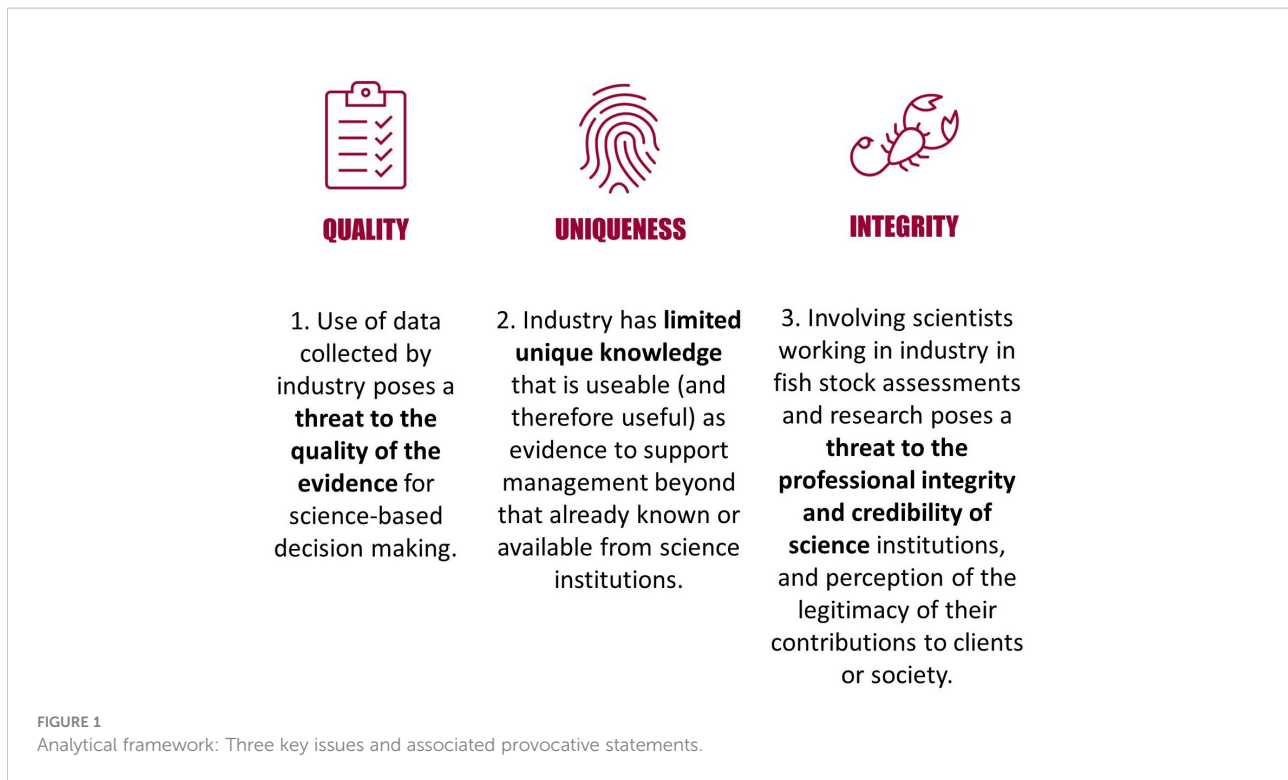 QUALITY
1. Use of data
collected by
industry poses a
threat to the
quality of the
evidence for
science-based
decision making.
UNIQUENESS
2. Industry has limited
unique knowledge
that is useable (and
therefore useful) as
evidence to support
management beyond
that already known or
available from science
institutions.
INTEGRITY
3. Involving scientists
working in industry in
fish stock assessments
and research poses a
threat to the
professional integrity
and credibility of
science institutions,
and perception of the
legitimacy of their
contributions to clients
or society.
FIGURE 1
Analytical framework: Three key issues and associated provocative statements.